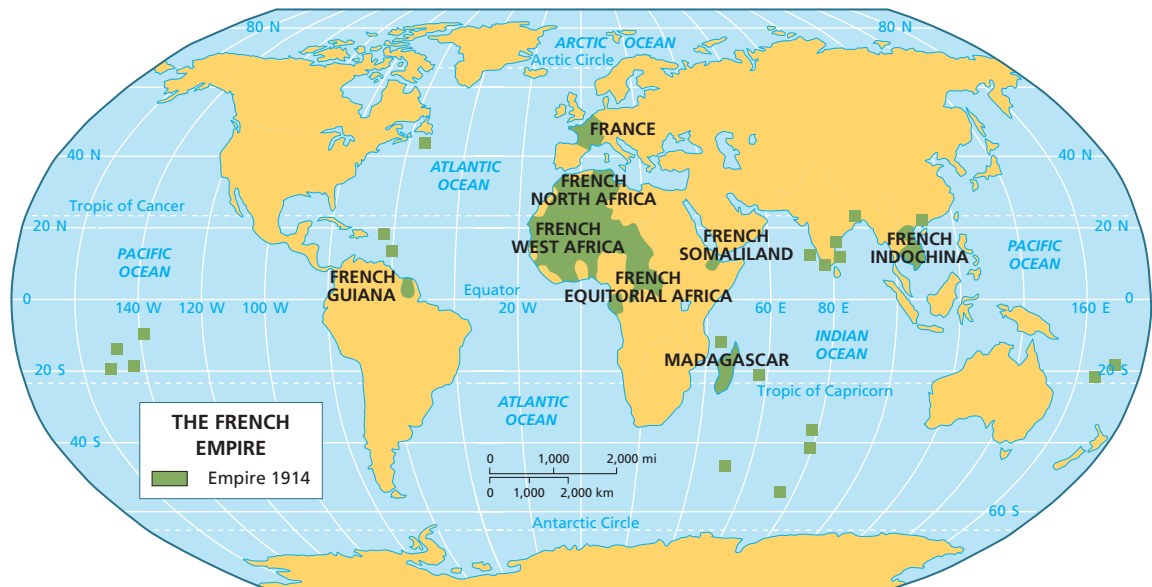 80 N
80 N
ARCTIC OCEAN
Arctic Circle
FRANCE
40 N
40 N
ATLANTIC
OCEAN
FRENCH
NORTH AFRICA
Tropic of Cancer
20 N
20 N
FRENCH
WEST AFRICA
FRENCH
SOMALILAND
FRENCH
INDOCHINA
PACIFIC
OCEAN
PACIFIC
OCEAN
FRENCH
GUIANA
FRENCH
EQUITORIAL AFRICA
Equator
0
0
140 W
120 W
100 W
20 W
60 E
80 E
160 E
INDIAN
OCEAN
MADAGASCAR
20 S
20 S
Tropic of Capricorn
ATLANTIC
OCEAN
THE FRENCH
EMPIRE
Empire 1914
40 S
0 1,000 2,000 mi
0 1,000 2,000 km
60 S
Antarctic Circle